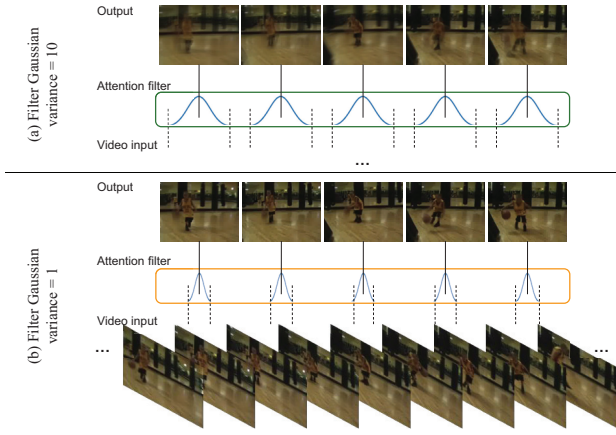 Output
Attention filter
Video input
(a) Filter Gaussian
variance = 10
...
Output
Attention filter
Video input
(b) Filter Gaussian
variance = 1
... ...